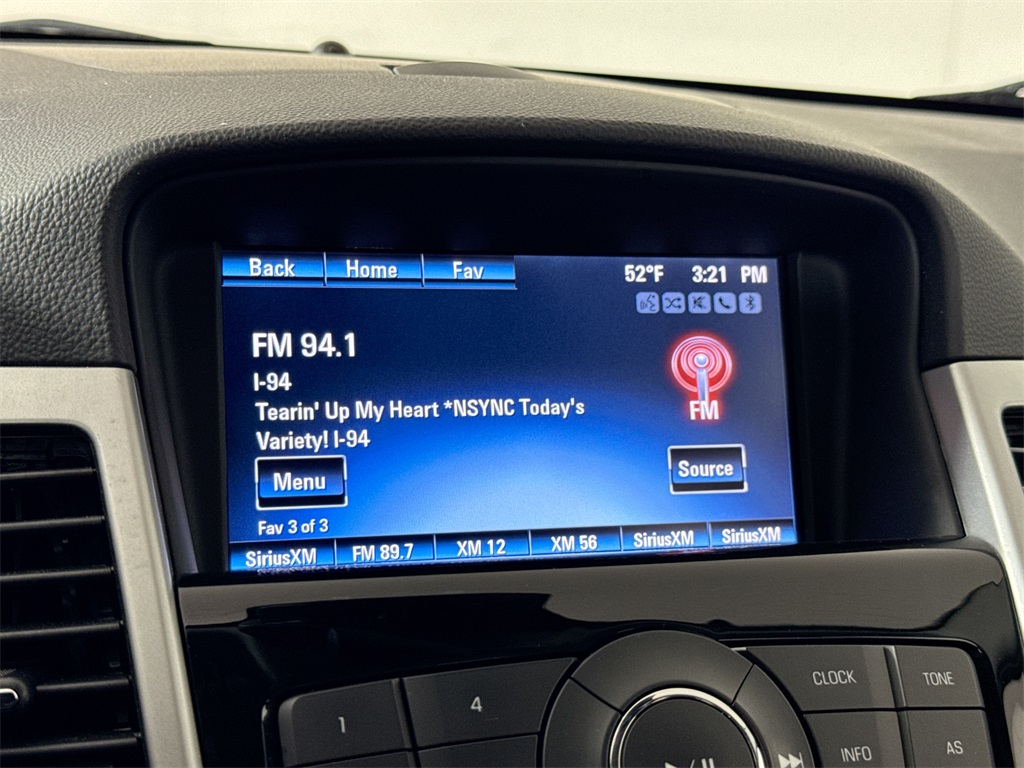 Back Home Fav 52°F 3:21 PM
FM 94.1
I-94
Tearin' Up My Heart *NSYNC Today's
Variety! I-94
FM
Menu Source
Fav 3 of 3
SiriusXM FM 89.7 XM 12 XM 56 SiriusXM SiriusXM
1 4 CLOCK TONE
INFO AS